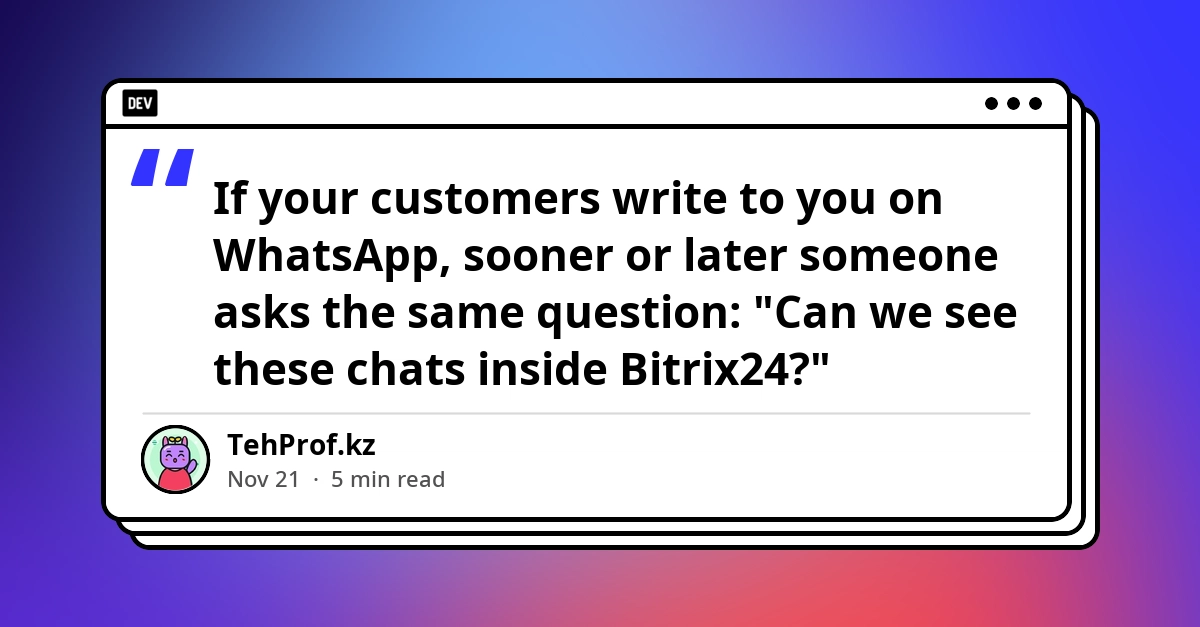 DEV
“
If your customers write to you on
WhatsApp, sooner or later someone
asks the same question: "Can we see
these chats inside Bitrix24?"
TehProf.kz
Nov 21 · 5 min read